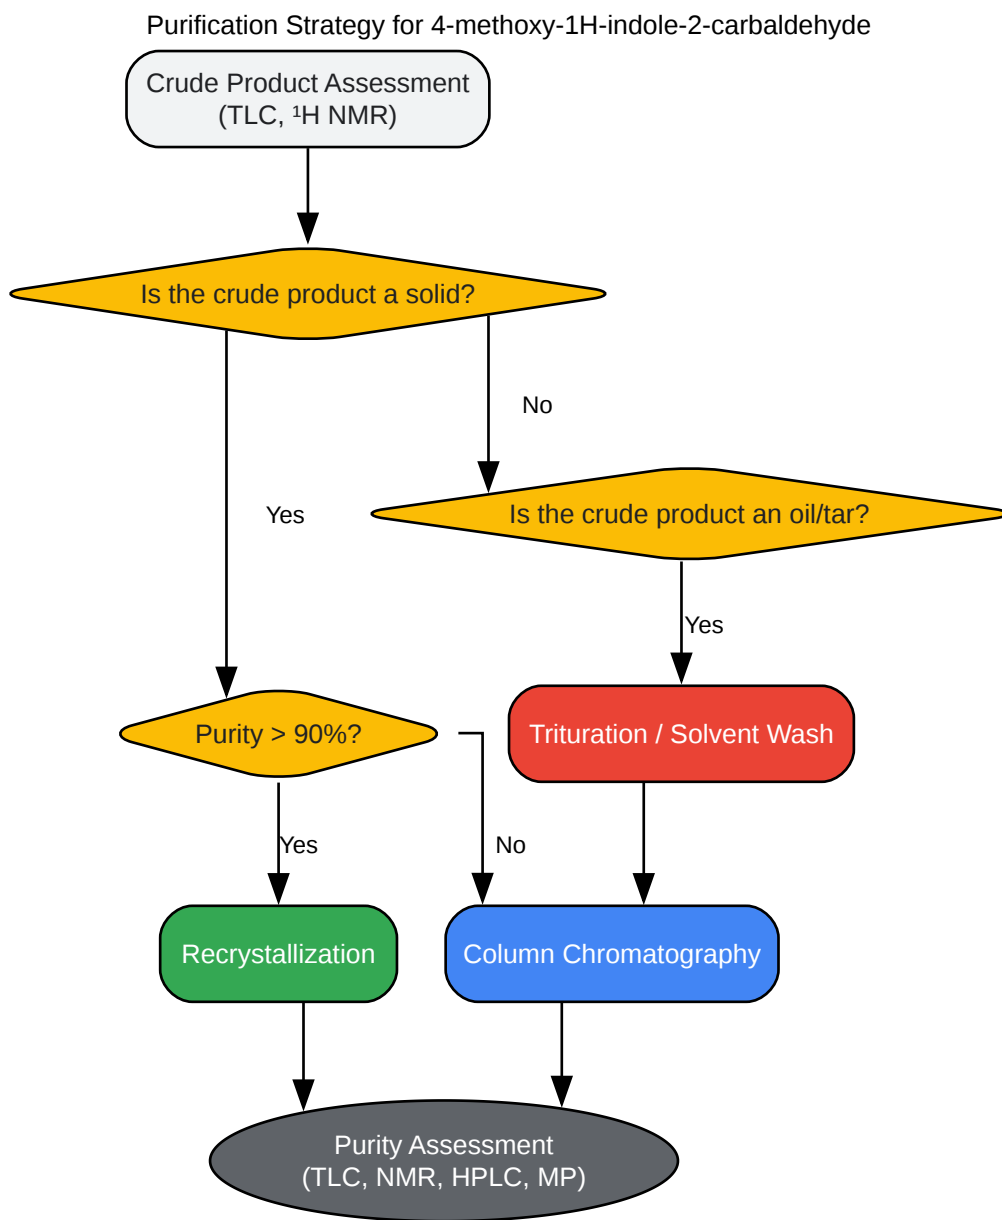 Purification Strategy for 4-methoxy-1H-indole-2-carbaldehyde
Crude Product Assessment
(TLC, ¹H NMR)
Is the crude product a solid?
No
Yes
Is the crude product an oil/tar?
Yes
Purity > 90%?
Trituration / Solvent Wash
Yes
No
Recrystallization
Column Chromatography
Purity Assessment
(TLC, NMR, HPLC, MP)